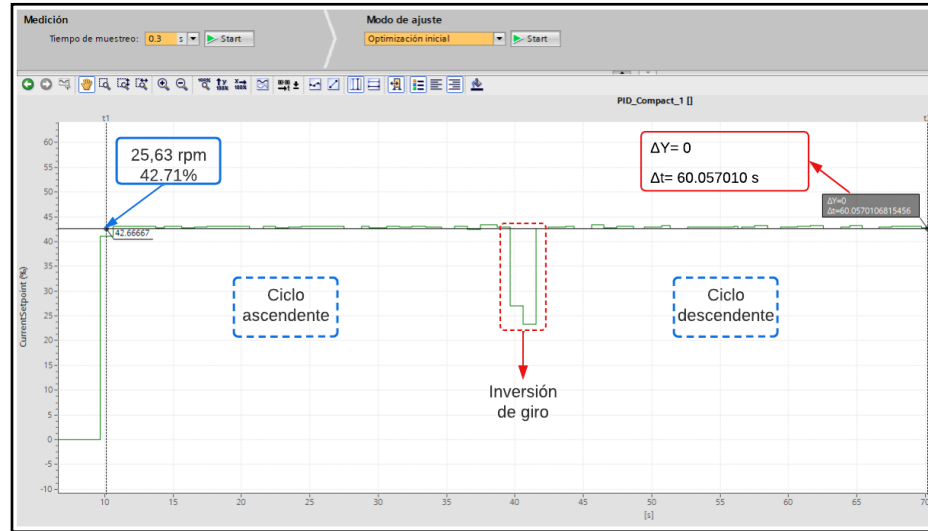 Medición
Tiempo de muestreo: 0.3 s Start
Modo de ajuste
Optimización inicial Start
PID_Compact_1 []
t1
25,63 rpm
42.71%
42.66667
ΔY= 0
Δt= 60.057010 s
ΔY=0
Δt=60.0570106815456
CurrentSetpoint (%)
60
55
50
45
40
35
30
25
20
15
10
5
0
-5
-10
Ciclo
ascendente
Ciclo
descendente
Inversión
de giro
10 15 20 25 30 35 40 45 50 55 60 65 70
[s]